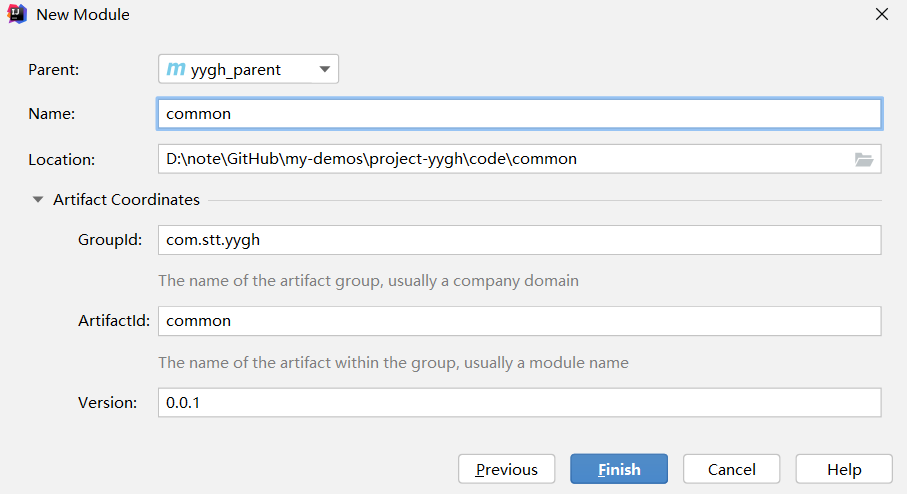 New Module
Parent: yygh_parent
Name: common
Location: D:\note\GitHub\my-demos\project-yygh\code\common
Artifact Coordinates
GroupId: com.stt.yygh
The name of the artifact group, usually a company domain
ArtifactId: common
The name of the artifact within the group, usually a module name
Version: 0.0.1
Previous Finish Cancel Help